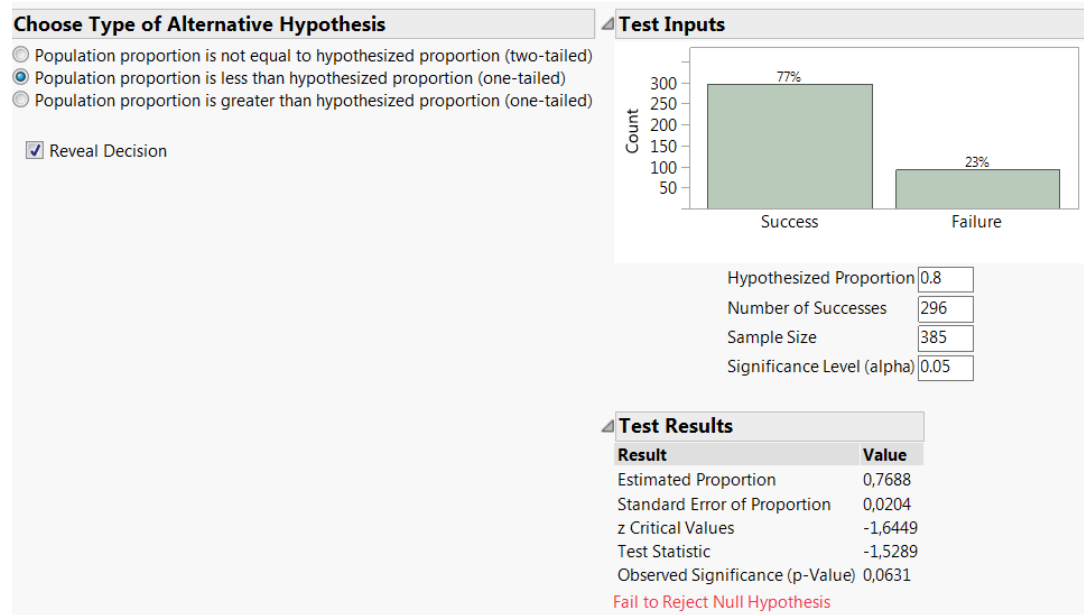 Choose Type of Alternative Hypothesis
Population proportion is not equal to hypothesized proportion (two-tailed)
Population proportion is less than hypothesized proportion (one-tailed)
Population proportion is greater than hypothesized proportion (one-tailed)
Reveal Decision
Test Inputs
Count
300
250
200
150
100
50
77%
23%
Success Failure
Hypothesized Proportion 0.8
Number of Successes 296
Sample Size 385
Significance Level (alpha) 0.05
Test Results
Result Value
Estimated Proportion 0,7688
Standard Error of Proportion 0,0204
z Critical Values -1,6449
Test Statistic -1,5289
Observed Significance (p-Value) 0,0631
Fail to Reject Null Hypothesis